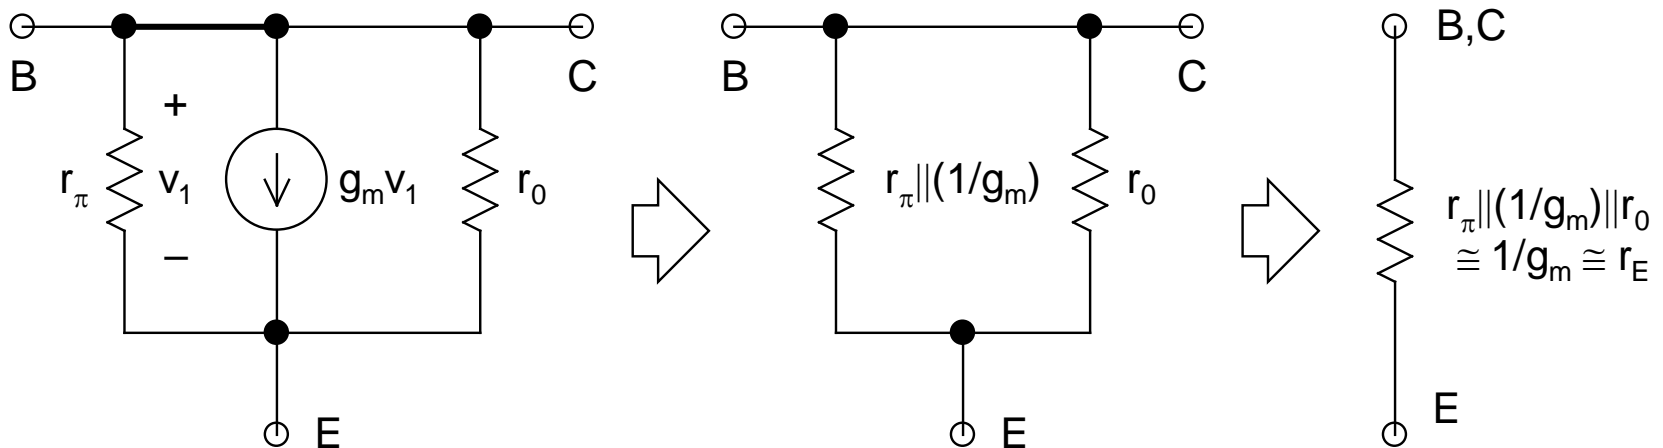 B
C
+
r_π
v_1
g_m v_1
r_0
–
E
B
C
r_π||(1/g_m)
r_0
E
B,C
r_π||(1/g_m)||r_0
≅ 1/g_m ≅ r_E
E